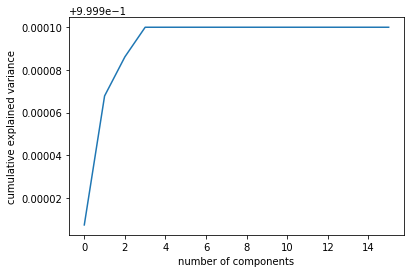 +9.999e−1
0.00010
0.00008
0.00006
0.00004
0.00002
cumulative explained variance
0 2 4 6 8 10 12 14
number of components